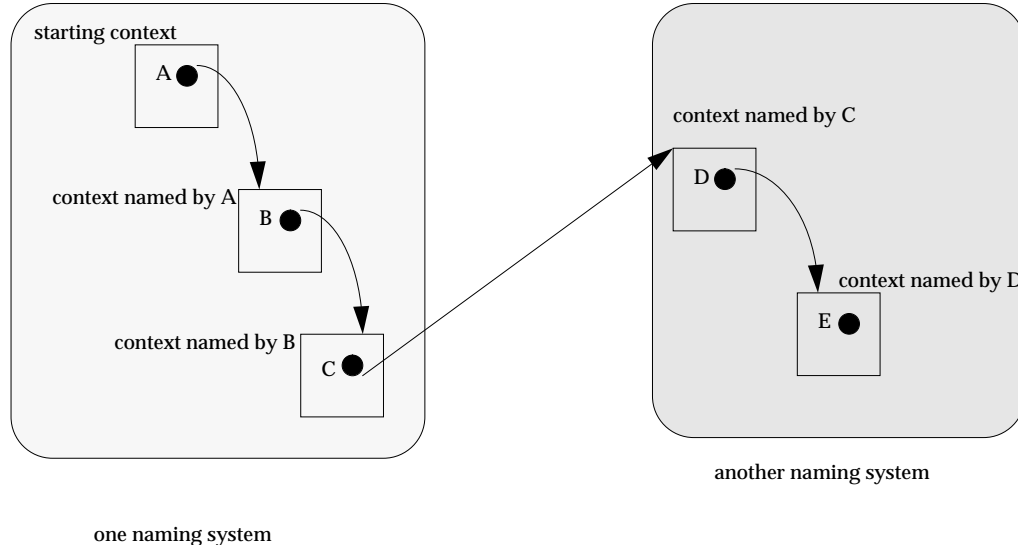 starting context
A
context named by A
B
context named by B
C
one naming system
context named by C
D
context named by D
E
another naming system